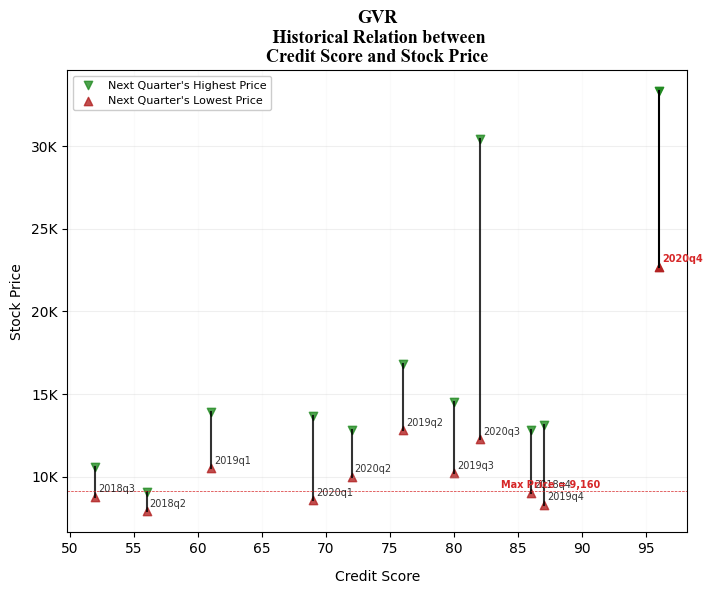 GVR
Historical Relation between
Credit Score and Stock Price
Next Quarter's Highest Price
Next Quarter's Lowest Price
Stock Price
30K
25K
20K
15K
10K
2020q4
2019q2
2020q3
2019q1
2019q3
2020q2
2018q3
2020q1
2018q2
Max Price = 9,160
2018q4
2019q4
50 55 60 65 70 75 80 85 90 95
Credit Score